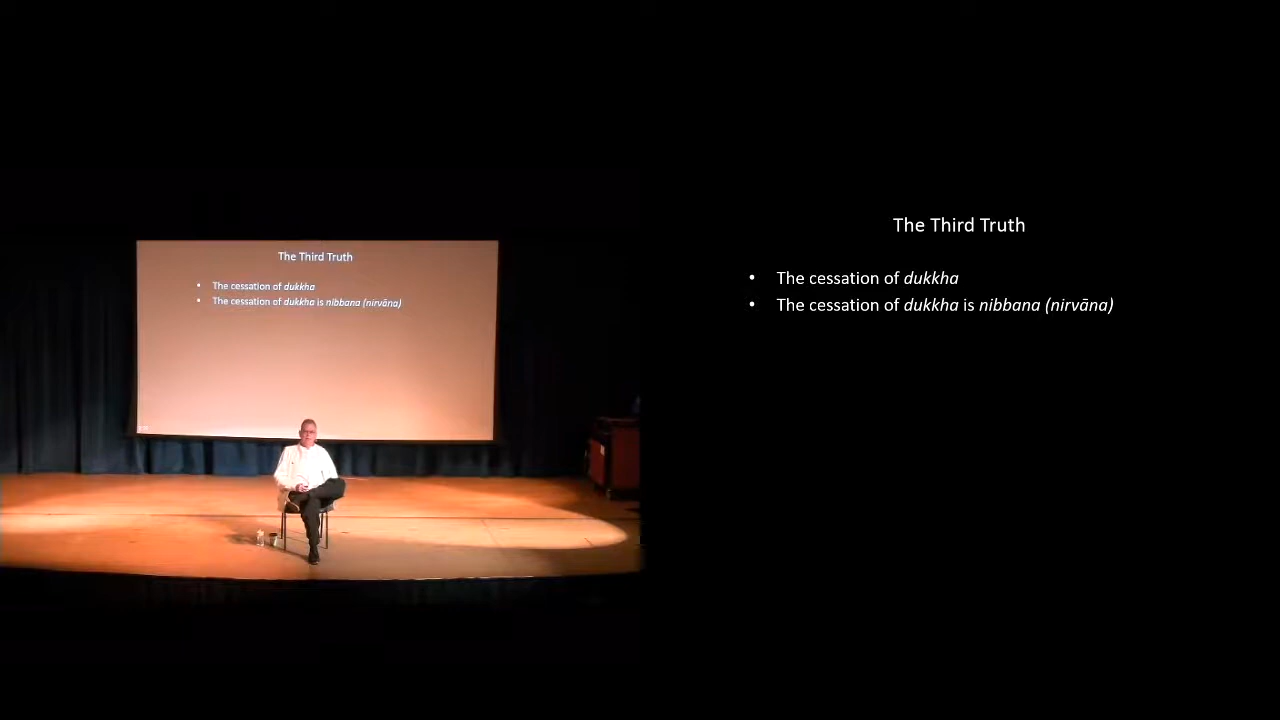 The Third Truth
• The cessation of dukkha
• The cessation of dukkha is nibbana (nirvāna)
The Third Truth
• The cessation of dukkha
• The cessation of dukkha is nibbana (nirvāna)